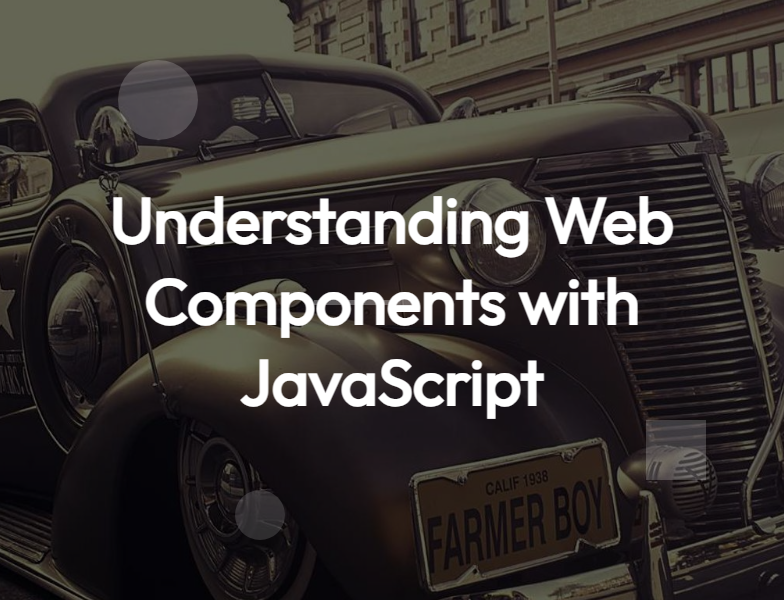 Understanding Web
Components with
JavaScript
CALIF 1938
FARMER BOY